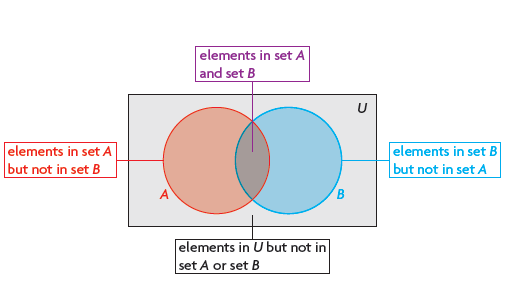 elements in set A
and set B
U
elements in set A
but not in set B
elements in set B
but not in set A
A
B
elements in U but not in
set A or set B